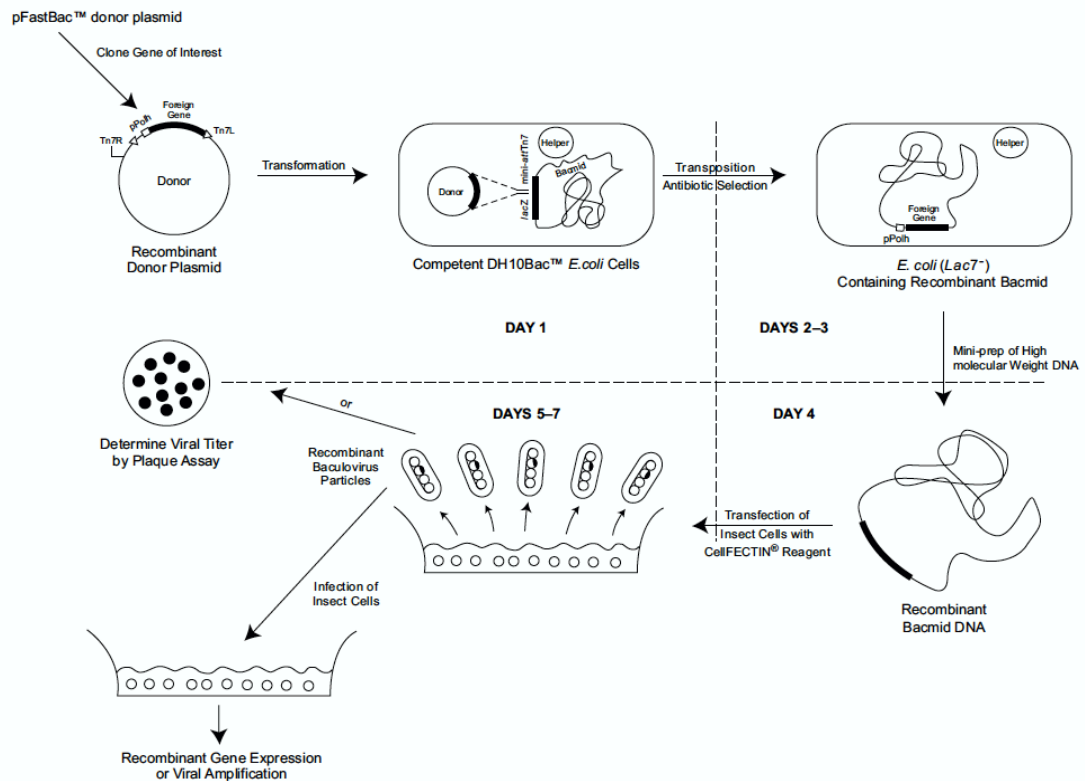 pFastBac™ donor plasmid
Clone Gene of Interest
Foreign
Gene
pPolh
Tn7R
Tn7L
Donor
Recombinant
Donor Plasmid
Transformation
Helper
Donor
lacZ
mini-attTn7
Bacmid
Competent DH10Bac™ E.coli Cells
Transposition
Antibiotic Selection
Helper
Foreign
Gene
pPolh
E. coli (Lac7⁻)
Containing Recombinant Bacmid
DAY 1
DAYS 2–3
Mini-prep of High
molecular Weight DNA
Determine Viral Titer
by Plaque Assay
or
DAYS 5–7
DAY 4
Recombinant
Baculovirus
Particles
Transfection of
Insect Cells with
CellFECTIN® Reagent
Recombinant
Bacmid DNA
Infection of
Insect Cells
Recombinant Gene Expression
or Viral Amplification